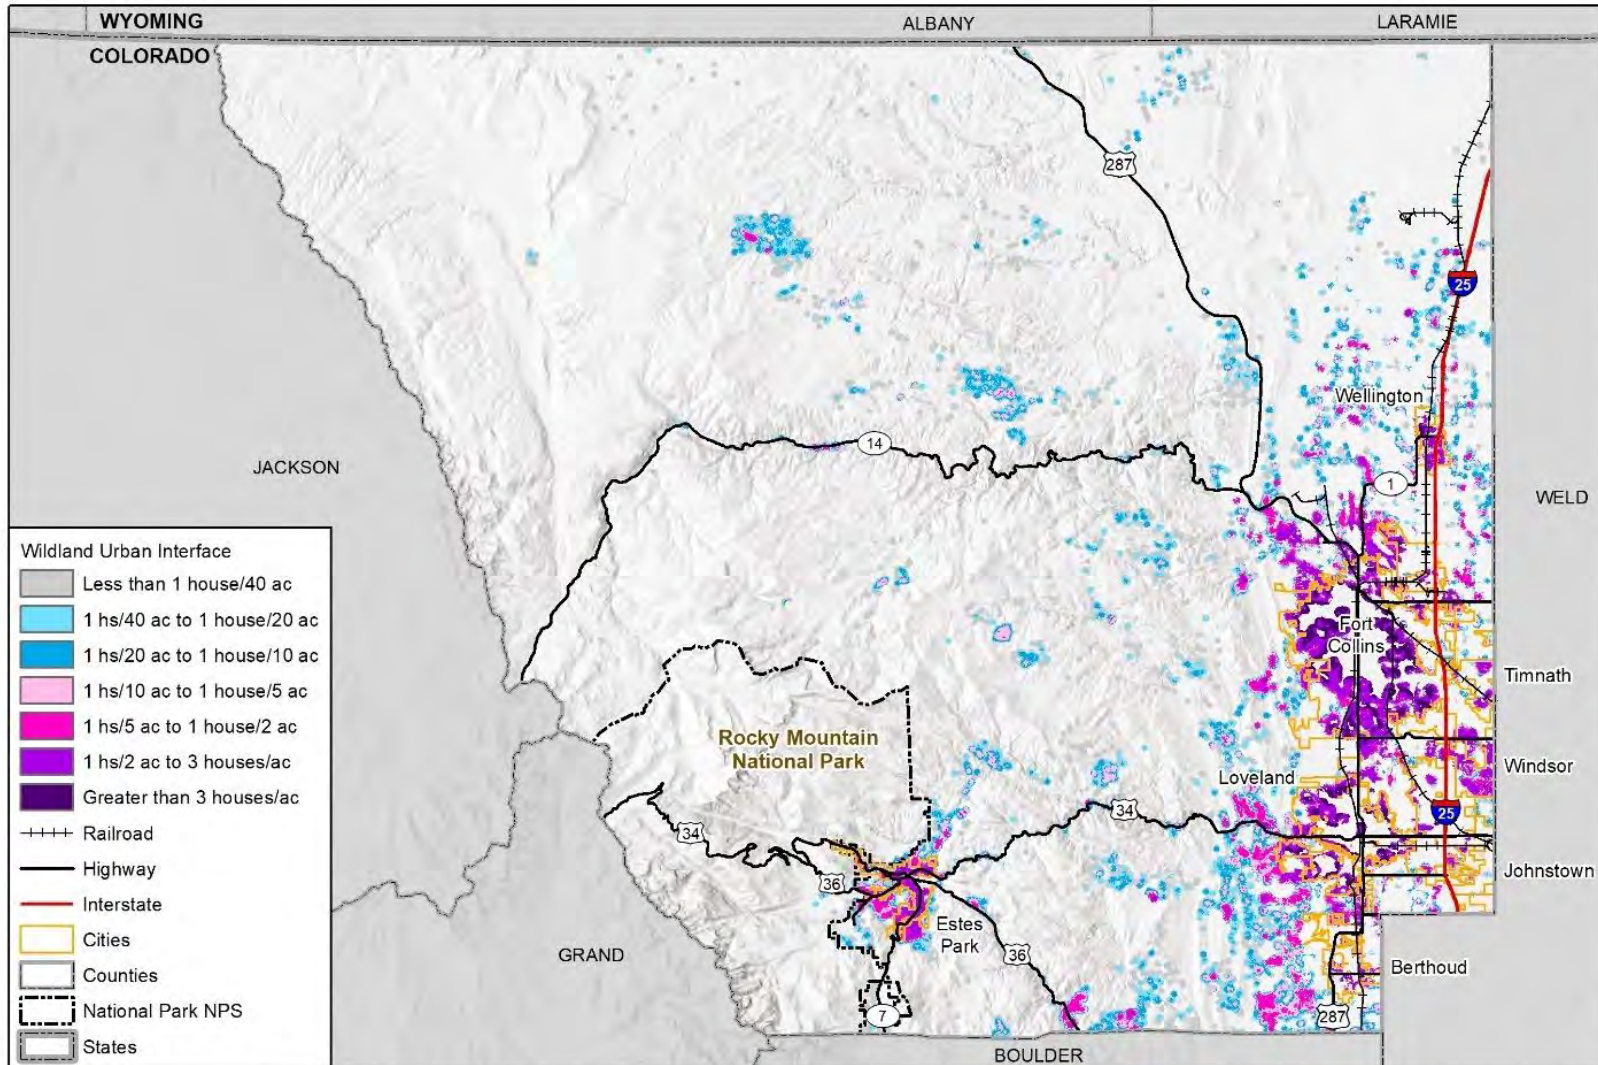 WYOMING
ALBANY
LARAMIE
COLORADO
287
25
Wellington
14
JACKSON
1
WELD
Wildland Urban Interface
Less than 1 house/40 ac
1 hs/40 ac to 1 house/20 ac
1 hs/20 ac to 1 house/10 ac
1 hs/10 ac to 1 house/5 ac
1 hs/5 ac to 1 house/2 ac
1 hs/2 ac to 3 houses/ac
Greater than 3 houses/ac
Railroad
Highway
Interstate
Cities
Counties
National Park NPS
States
Fort
Collins
Timnath
Rocky Mountain
National Park
Windsor
Loveland
34
25
34
36
Johnstown
Estes
Park
36
GRAND
Berthoud
7
287
BOULDER